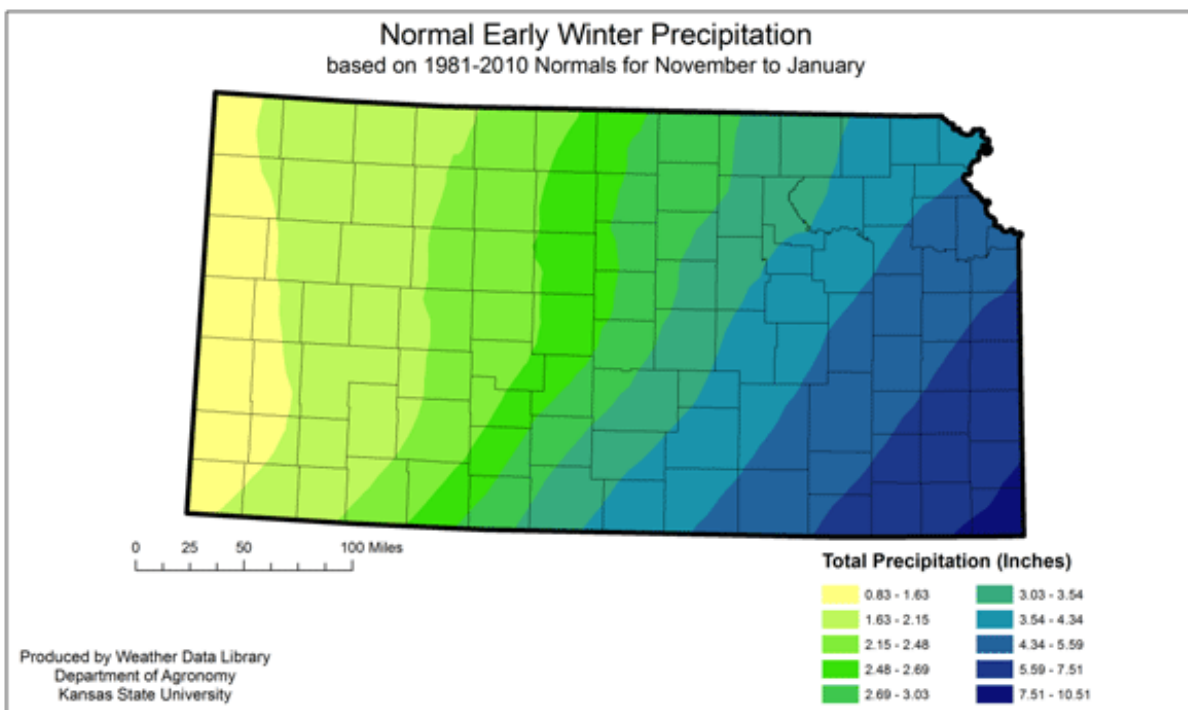 Normal Early Winter Precipitation
based on 1981-2010 Normals for November to January
0 25 50 100 Miles
Total Precipitation (Inches)
0.83 - 1.63
1.63 - 2.15
2.15 - 2.48
2.48 - 2.69
2.69 - 3.03
3.03 - 3.54
3.54 - 4.34
4.34 - 5.59
5.59 - 7.51
7.51 - 10.51
Produced by Weather Data Library
Department of Agronomy
Kansas State University